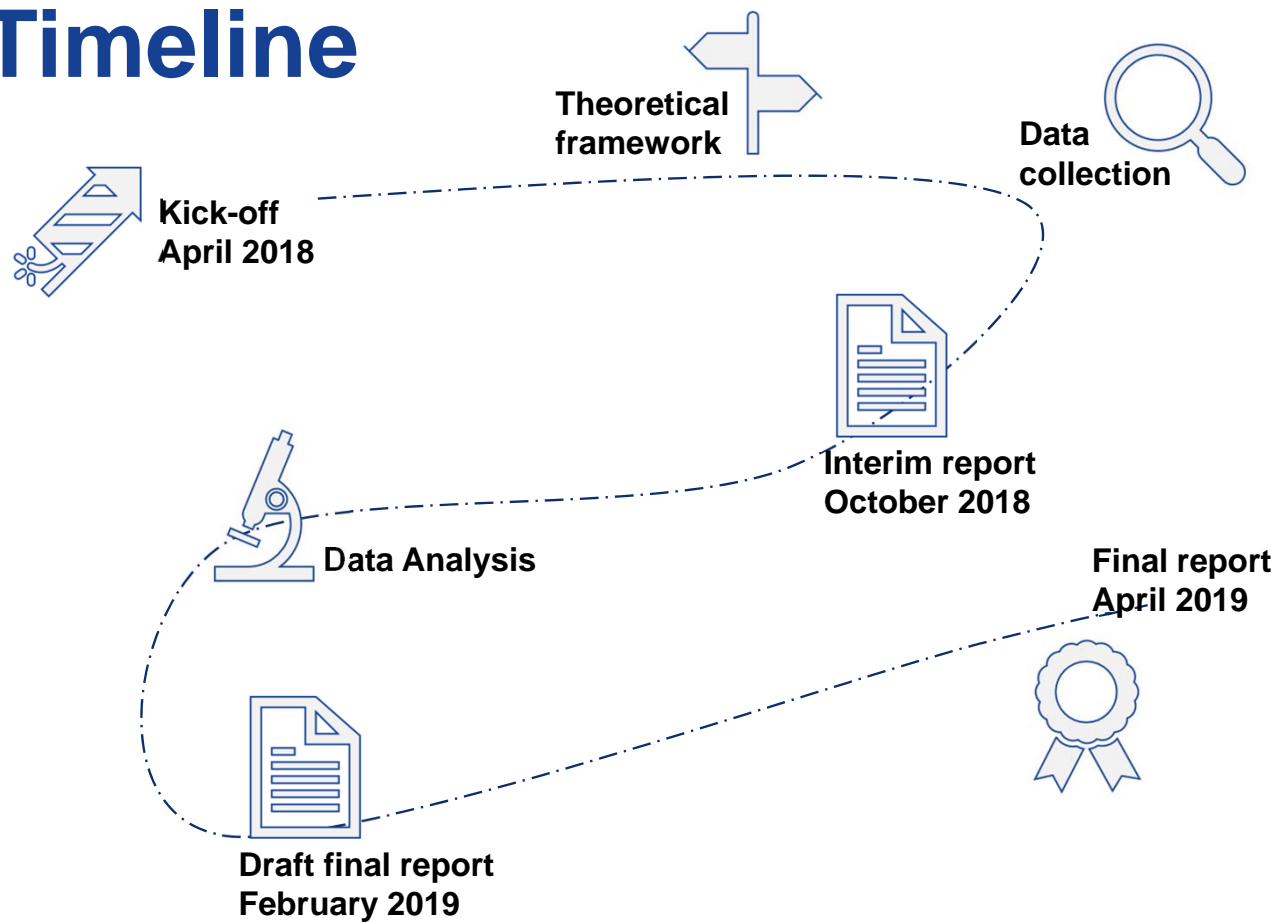 Timeline
Theoretical
framework
Data
collection
Kick-off
April 2018
Interim report
October 2018
Data Analysis
Final report
April 2019
Draft final report
February 2019